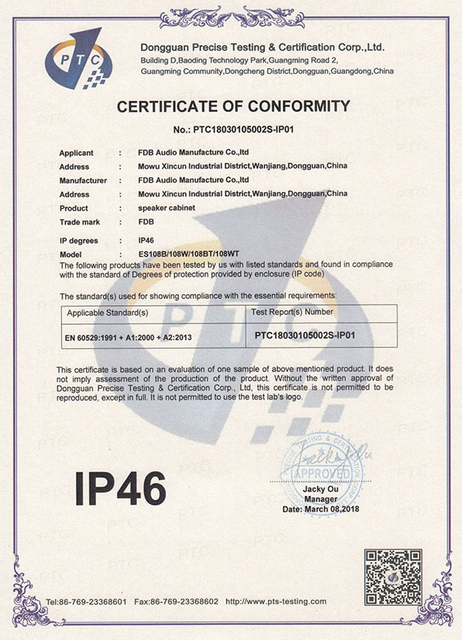 PTC
Dongguan Precise Testing & Certification Corp.,Ltd.
Building D,Baoding Technology Park,Guangming Road 2,
Guangming Community,Dongcheng District,Dongguan,Guangdong,China
CERTIFICATE OF CONFORMITY
No.: PTC18030105002S-IP01
Applicant : FDB Audio Manufacture Co.,ltd
Address : Mowu Xincun Industrial District,Wanjiang,Dongguan,China
Manufacturer : FDB Audio Manufacture Co.,ltd
Address : Mowu Xincun Industrial District,Wanjiang,Dongguan,China
Product : speaker cabinet
Trade mark : FDB
IP degrees : IP46
Model : ES108B/108W/108BT/108WT
The following products have been tested by us with listed standards and found in compliance
with the standard of Degrees of protection provided by enclosure (IP code)
The standard(s) used for showing compliance with the essential requirements:
Applicable Standard(s) Test Report(s) Number
EN 60529:1991 + A1:2000 + A2:2013 PTC18030105002S-IP01
PTC
This certificate is based on an evaluation of one sample of above mentioned product. It does
not imply assessment of the production of the product. Without the written approval of
Dongguan Precise Testing & Certification Corp., Ltd, this certificate is not permitted to be
reproduced, except in full. It is not permitted to use the test lab's logo.
IP46
APPROVED
Jacky Ou
Jacky Ou
Manager
Date: March 08,2018
Tel:86-769-23368601 Fax:86-769-23368602 http://www.pts-testing.com